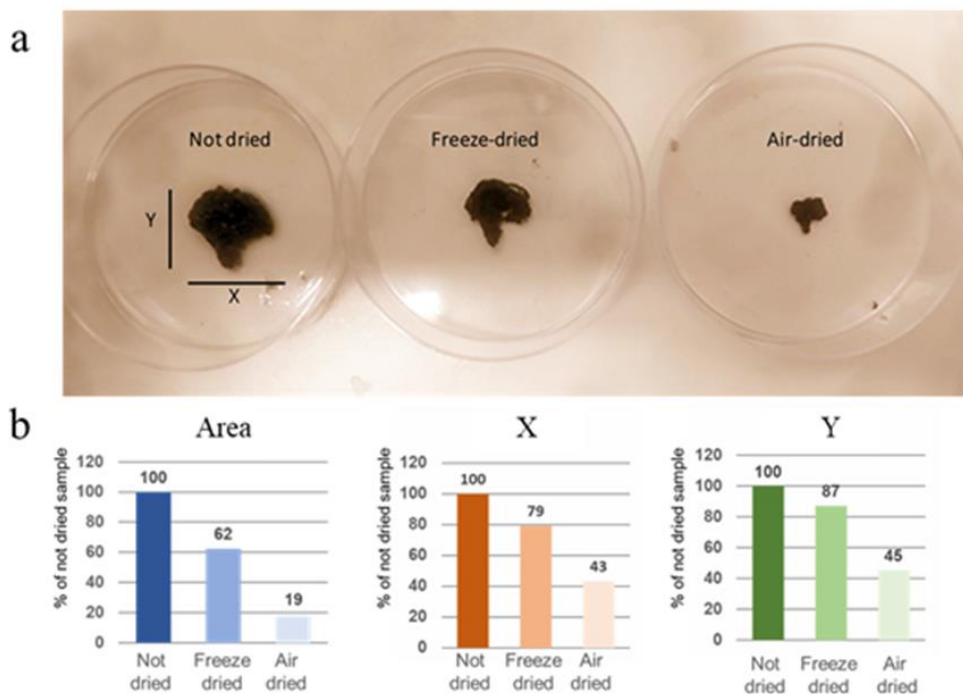 a
Not dried
Freeze-dried
Air-dried
Y
X
b
Area
% of not dried sample
120
100
80
60
40
20
0
100
62
19
Not dried
Freeze dried
Air dried
X
% of not dried sample
120
100
80
60
40
20
0
100
79
43
Not dried
Freeze dried
Air dried
Y
% of not dried sample
120
100
80
60
40
20
0
100
87
45
Not dried
Freeze dried
Air dried